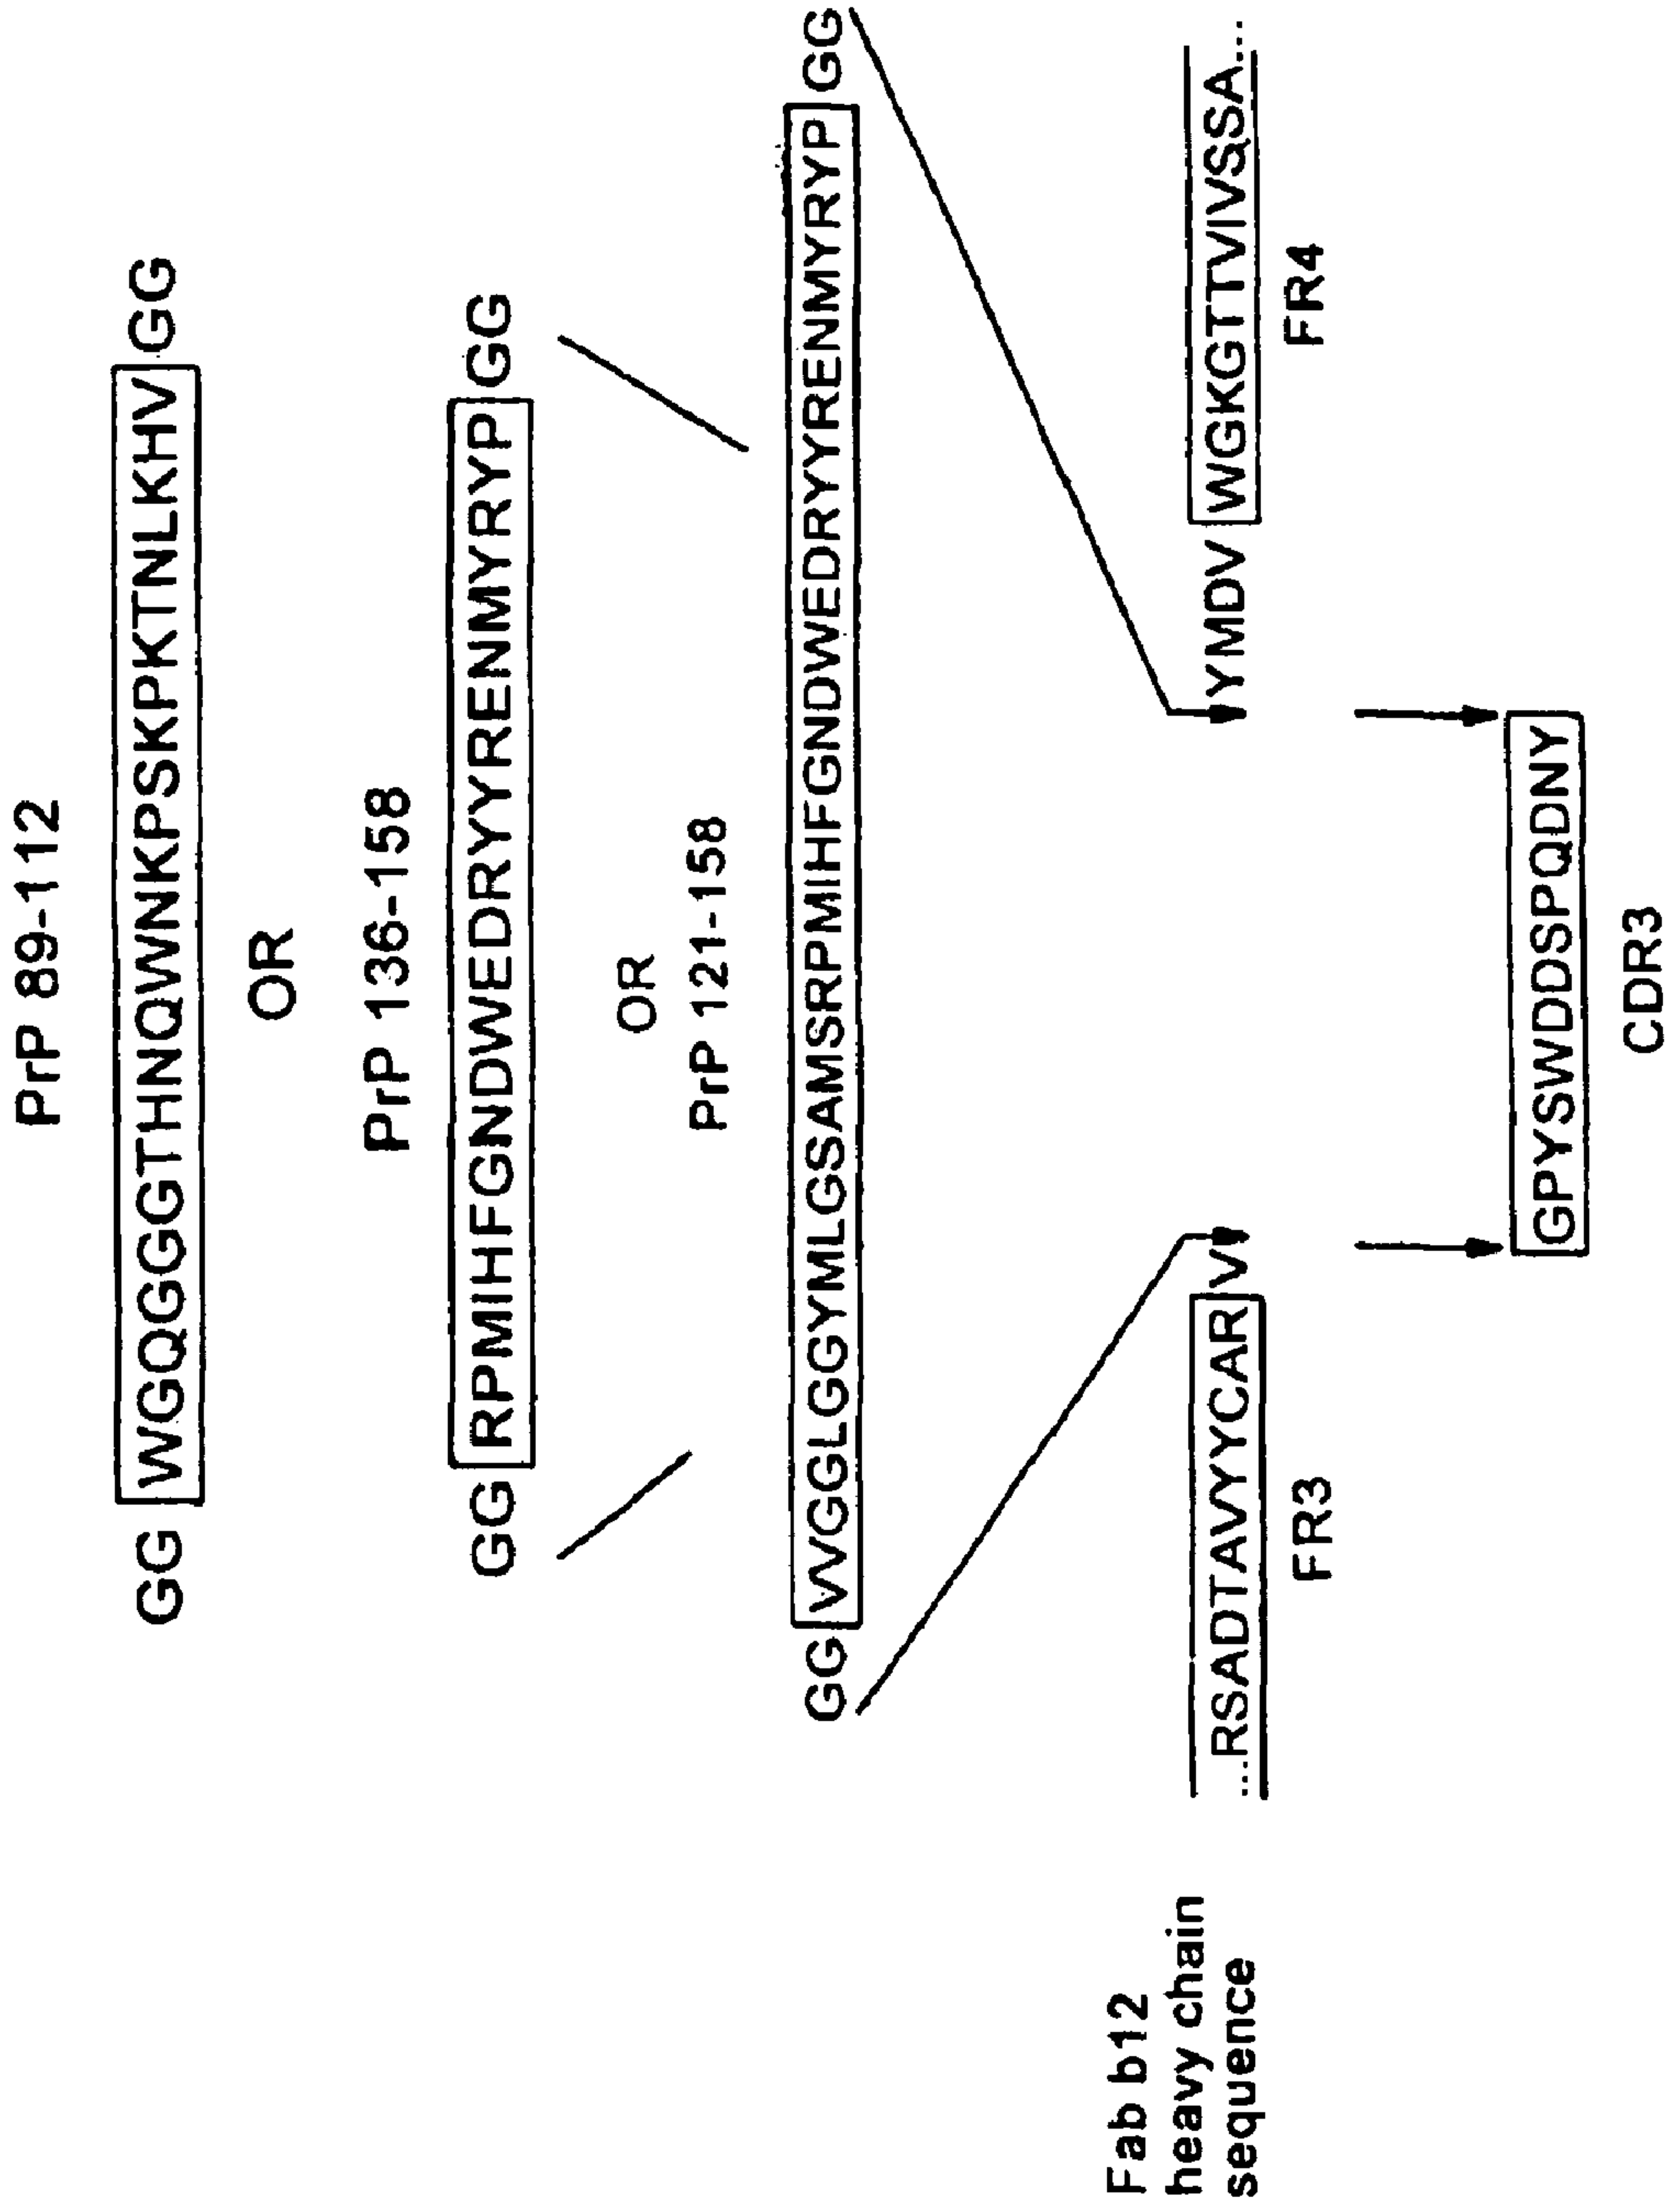 PrP 89-112
GG WGQGGGTHNQWNKPSKPKTNLKHV GG
OR
PrP 136-158
GG RPMIHFGNDWEDRYYRENMYRYP GG
OR
PrP 121-158
GG VVGGLGGYMLGSAMSRPMIHFGNDWEDRYYRENMYRYP GG
Fab b12
heavy chain
sequence
...RSADTAVYYCAR V YMDV WGKGTTVIVSSA....
FR3 FR4
GPYSWDDSPQDNY
CDR3